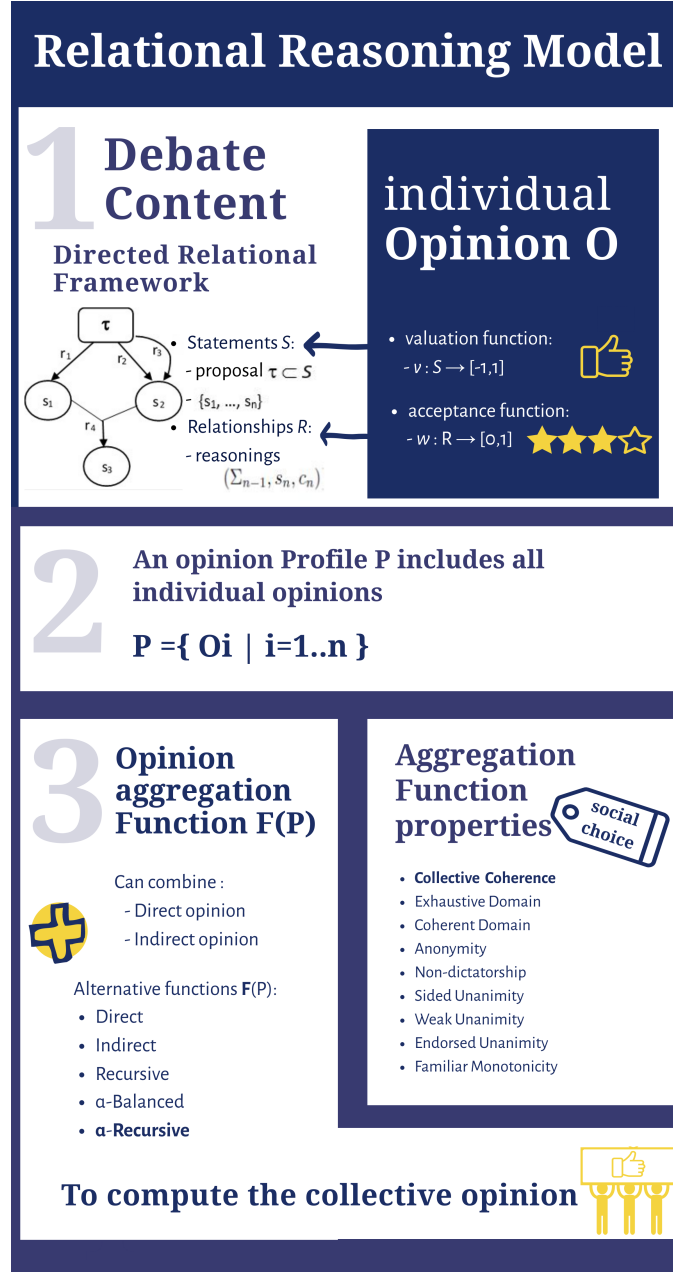 Relational Reasoning Model
1
Debate
Content
Directed Relational
Framework
τ
r1
r2
r3
s1
s2
r4
s3
• Statements S:
- proposal τ ⊂ S
- {s1, ..., sn}
• Relationships R:
- reasonings
(Σn−1, sn, cn)
individual
Opinion O
• valuation function:
- v : S → [-1,1]
• acceptance function:
- w : R → [0,1]
2
An opinion Profile P includes all
individual opinions
P ={ Oi | i=1..n }
3
Opinion
aggregation
Function F(P)
Can combine :
- Direct opinion
- Indirect opinion
Alternative functions F(P):
• Direct
• Indirect
• Recursive
• α-Balanced
• α-Recursive
Aggregation
Function
properties
social
choice
• Collective Coherence
• Exhaustive Domain
• Coherent Domain
• Anonymity
• Non-dictatorship
• Sided Unanimity
• Weak Unanimity
• Endorsed Unanimity
• Familiar Monotonicity
To compute the collective opinion